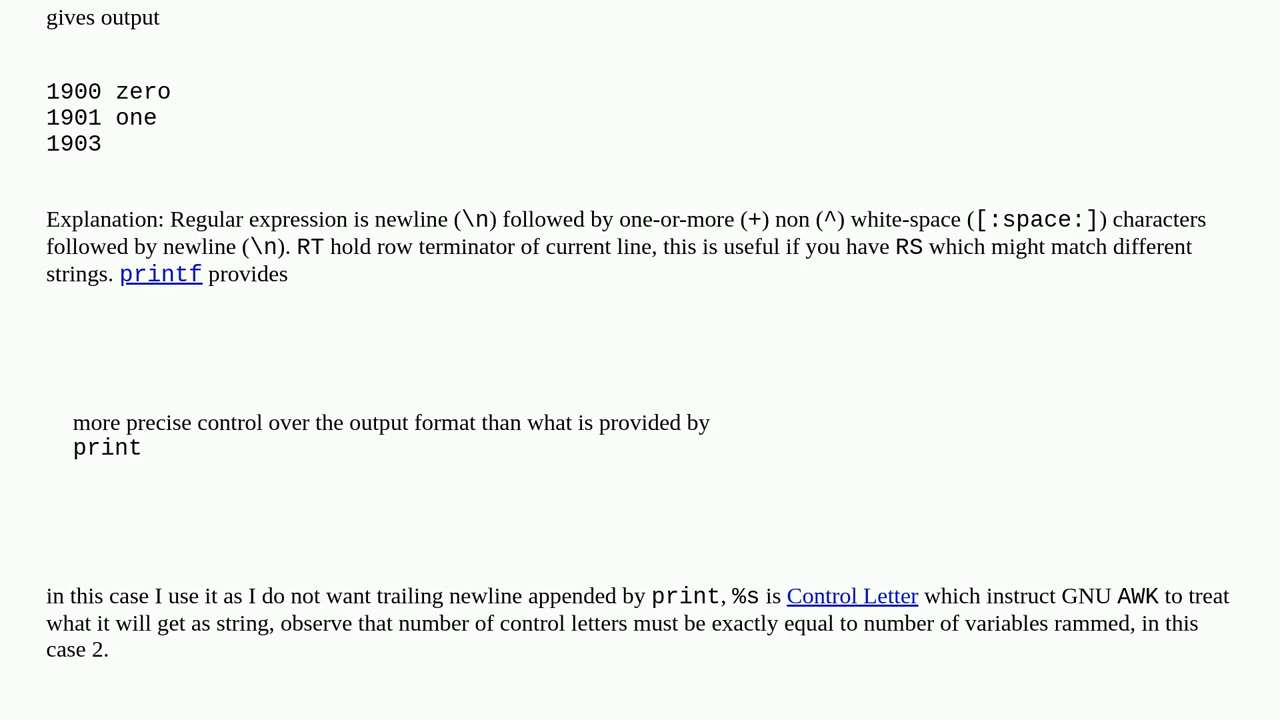 gives output
1900 zero
1901 one
1903
Explanation: Regular expression is newline (\n) followed by one-or-more (+) non (^) white-space ([:space:]) characters
followed by newline (\n). RT hold row terminator of current line, this is useful if you have RS which might match different
strings. printf provides
more precise control over the output format than what is provided by
print
in this case I use it as I do not want trailing newline appended by print, %s is Control Letter which instruct GNU AWK to treat
what it will get as string, observe that number of control letters must be exactly equal to number of variables rammed, in this
case 2.